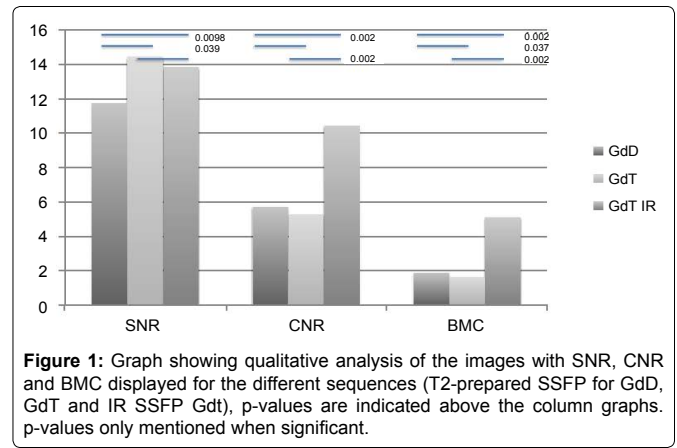 16
14
12
10
8
6
4
2
0
0.0098
0.039
0.002
0.002
0.002
0.037
0.002
SNR
CNR
BMC
GdD
GdT
GdT IR
Figure 1: Graph showing qualitative analysis of the images with SNR, CNR
and BMC displayed for the different sequences (T2-prepared SSFP for GdD,
GdT and IR SSFP Gdt), p-values are indicated above the column graphs.
p-values only mentioned when significant.